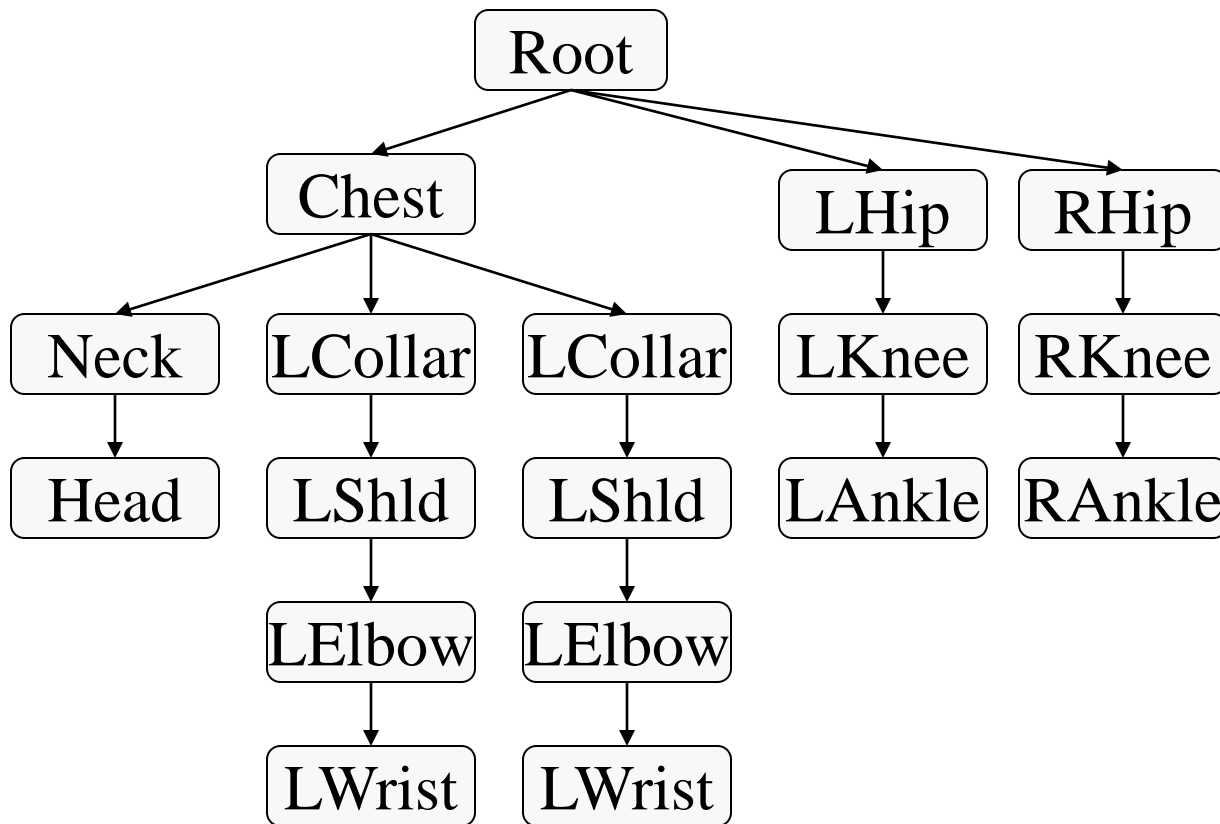 Root
Chest
LHip
RHip
Neck
LCollar
LCollar
LKnee
RKnee
Head
LShld
LShld
LAnkle
RAnkle
LElbow
LElbow
LWrist
LWrist